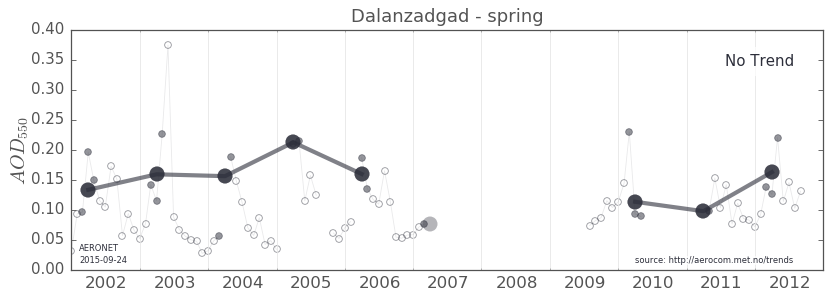 Dalanzadgad - spring
No Trend
AOD550
0.40
0.35
0.30
0.25
0.20
0.15
0.10
0.05
0.00
AERONET
2015-09-24
source: http://aerocom.met.no/trends
2002 2003 2004 2005 2006 2007 2008 2009 2010 2011 2012